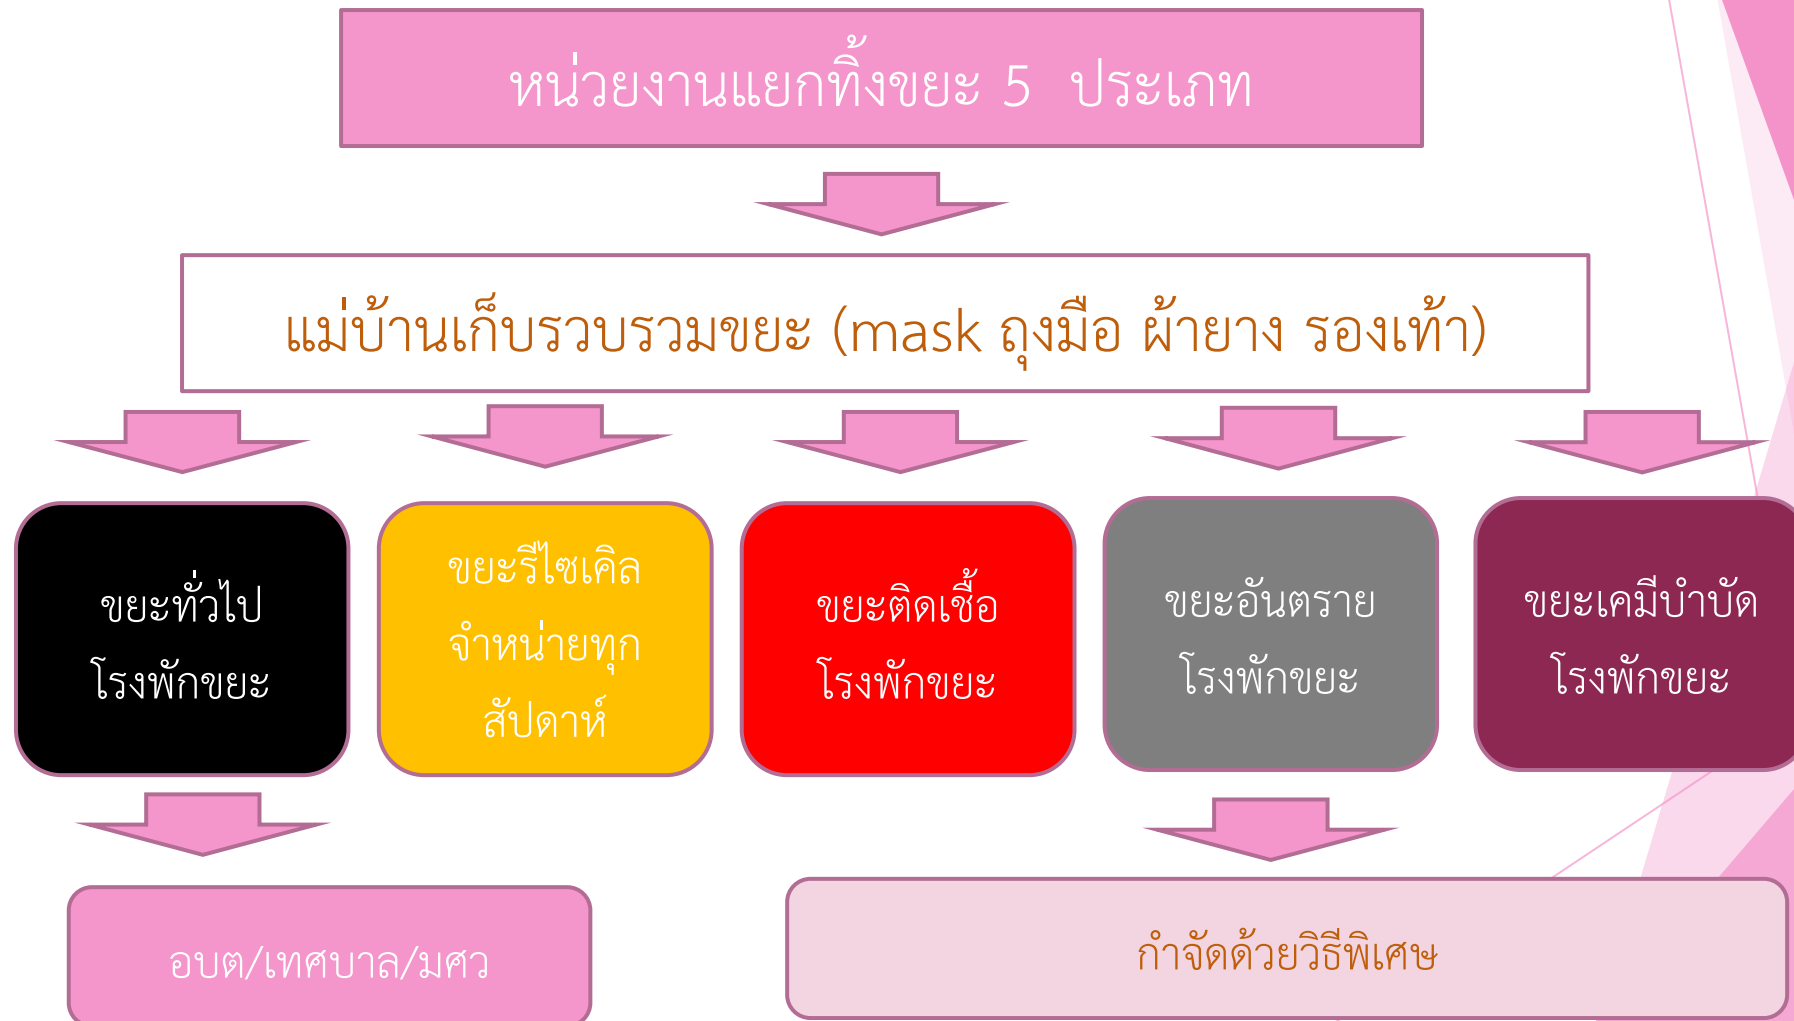 หน่วยงานแยกทิ้งขยะ 5 ประเภท
แม่บ้านเก็บรวบรวมขยะ (mask ถุงมือ ผ้ายาง รองเท้า)
ขยะทั่วไป
โรงพักขยะ
ขยะรีไซเคิล
จำหน่ายทุก
สัปดาห์
ขยะติดเชื้อ
โรงพักขยะ
ขยะอันตราย
โรงพักขยะ
ขยะเคมีบำบัด
โรงพักขยะ
อบต/เทศบาล/มศว
กำจัดด้วยวิธีพิเศษ